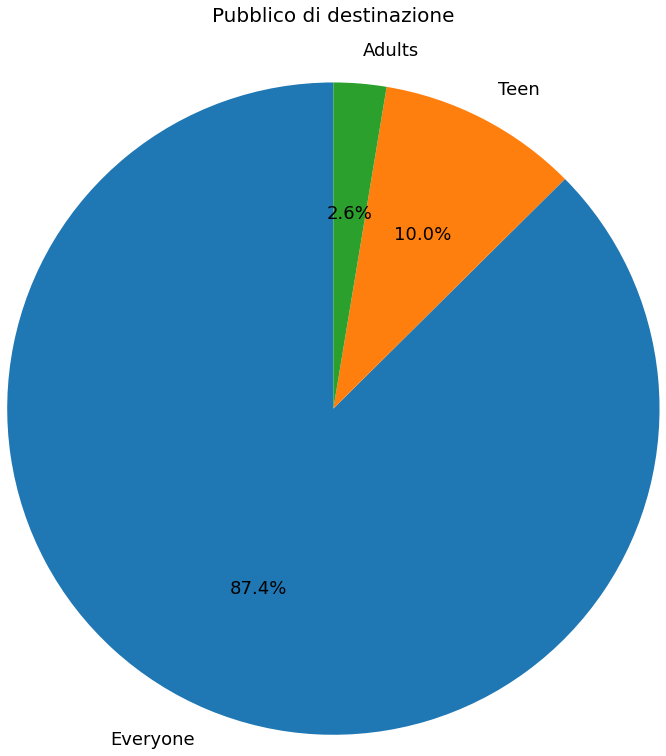 Pubblico di destinazione
Adults
Teen
2.6%
10.0%
87.4%
Everyone